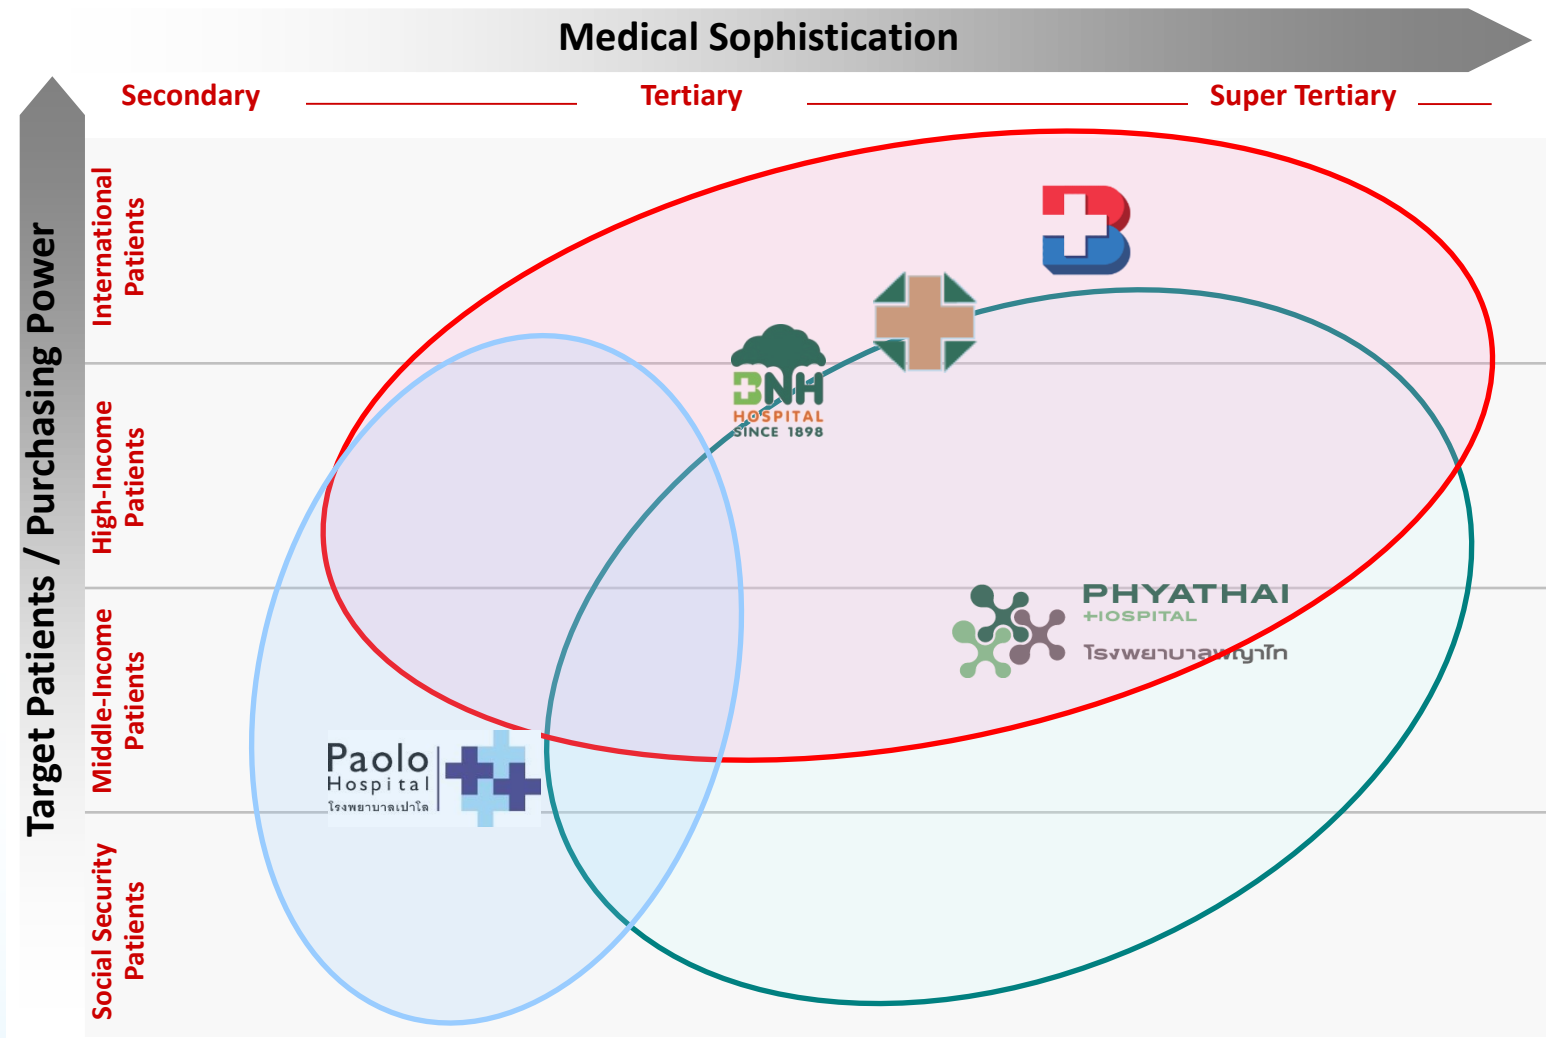 Medical Sophistication
Secondary
Tertiary
Super Tertiary
Target Patients / Purchasing Power
International
Patients
High-Income
Patients
Middle-Income
Patients
Social Security
Patients
BNH
HOSPITAL
SINCE 1898
PHYATHAI
HOSPITAL
โรงพยาบาลพญาไท
Paolo
Hospital
โรงพยาบาลเปาโล